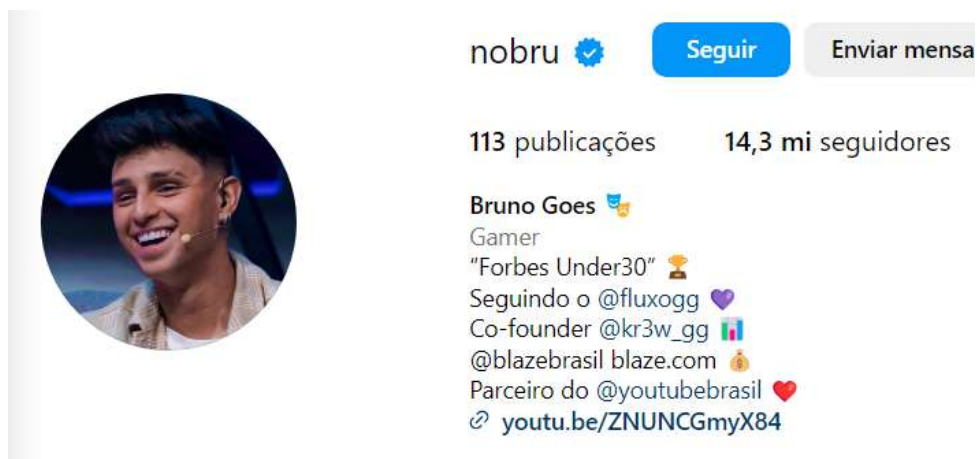 nobru Seguir Enviar mensa
113 publicações 14,3 mi seguidores
Bruno Goes 🎭
Gamer
"Forbes Under30" 🏆
Seguindo o @fluxogg 💜
Co-founder @kr3w_gg 📊
@blazebrasil blaze.com 💰
Parceiro do @youtubebrasil ❤️
youtu.be/ZNUNCGmyX84